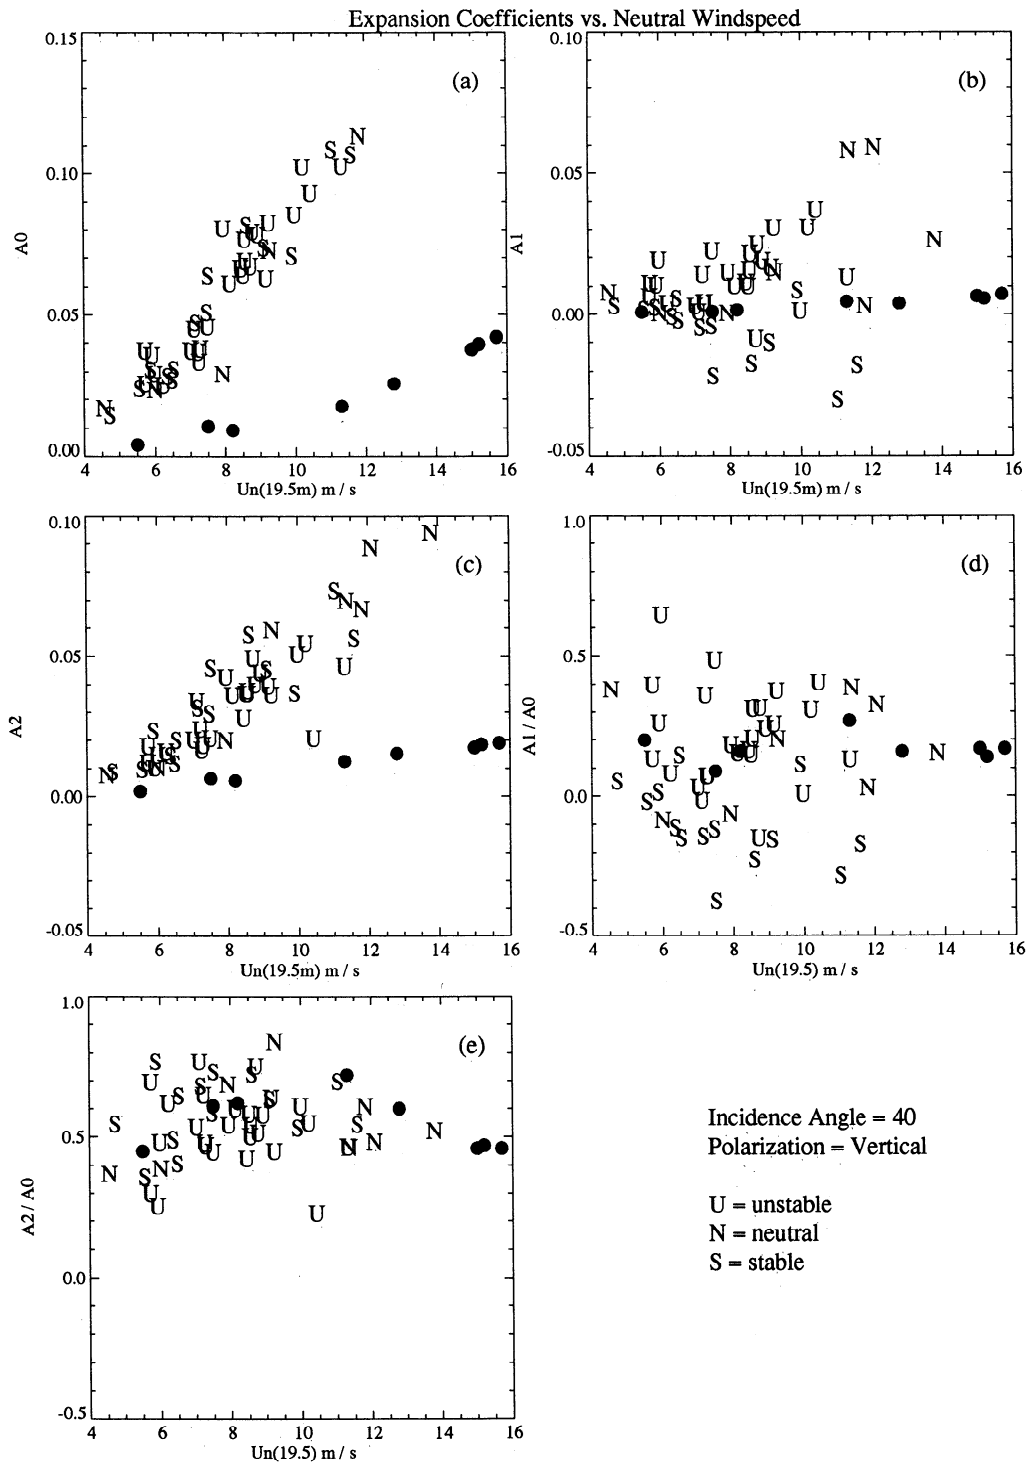 Expansion Coefficients vs. Neutral Windspeed
0.15
0.10
0.05
0.00
A0
(a)
4 6 8 10 12 14 16
Un(19.5m) m / s
0.10
0.05
0.00
-0.05
A1
(b)
4 6 8 10 12 14 16
Un(19.5m) m / s
0.10
0.05
0.00
-0.05
A2
(c)
4 6 8 10 12 14 16
Un(19.5m) m / s
1.0
0.5
0.0
-0.5
A1 / A0
(d)
4 6 8 10 12 14 16
Un(19.5) m / s
1.0
0.5
0.0
-0.5
A2 / A0
(e)
4 6 8 10 12 14 16
Un(19.5) m / s
Incidence Angle = 40
Polarization = Vertical
U = unstable
N = neutral
S = stable